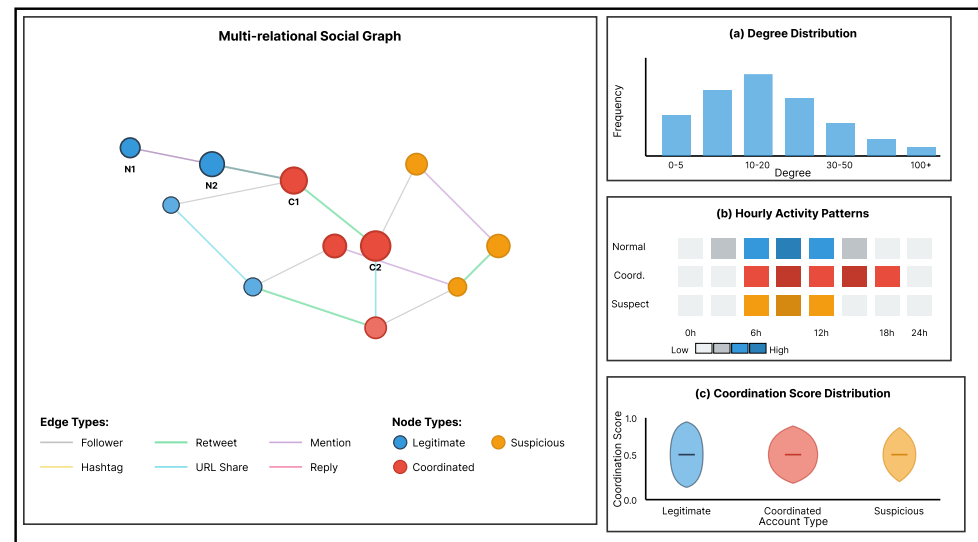 Multi-relational Social Graph
N1
N2
C1
C2
Edge Types:
Follower
Retweet
Mention
Hashtag
URL Share
Reply
Node Types:
Legitimate
Suspicious
Coordinated
(a) Degree Distribution
Frequency
0-5
10-20
30-50
100+
Degree
(b) Hourly Activity Patterns
Normal
Coord.
Suspect
0h
6h
12h
18h
24h
Low
High
(c) Coordination Score Distribution
Coordination Score
1.0
0.5
0.0
Legitimate
Coordinated
Suspicious
Account Type